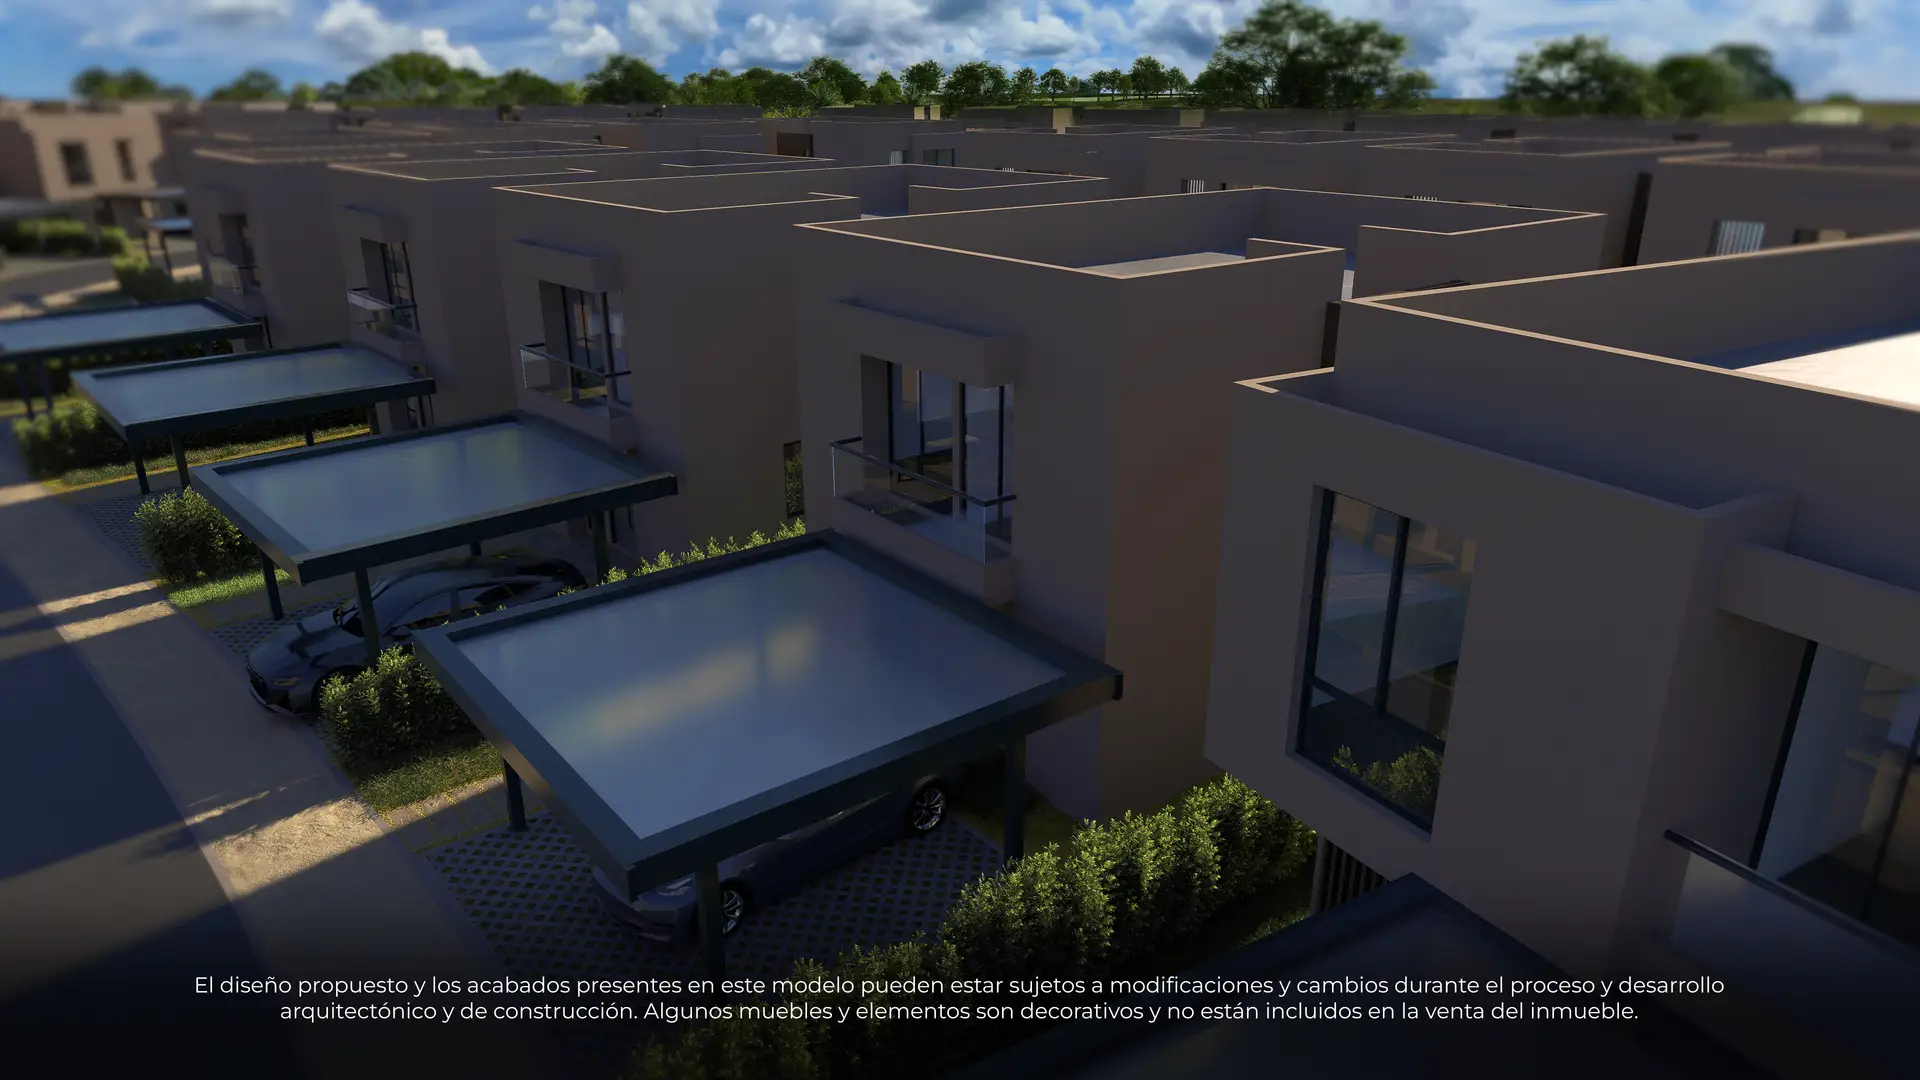 El diseño propuesto y los acabados presentes en este modelo pueden estar sujetos a modificaciones y cambios durante el proceso y desarrollo
arquitectónico y de construcción. Algunos muebles y elementos son decorativos y no están incluidos en la venta del inmueble.